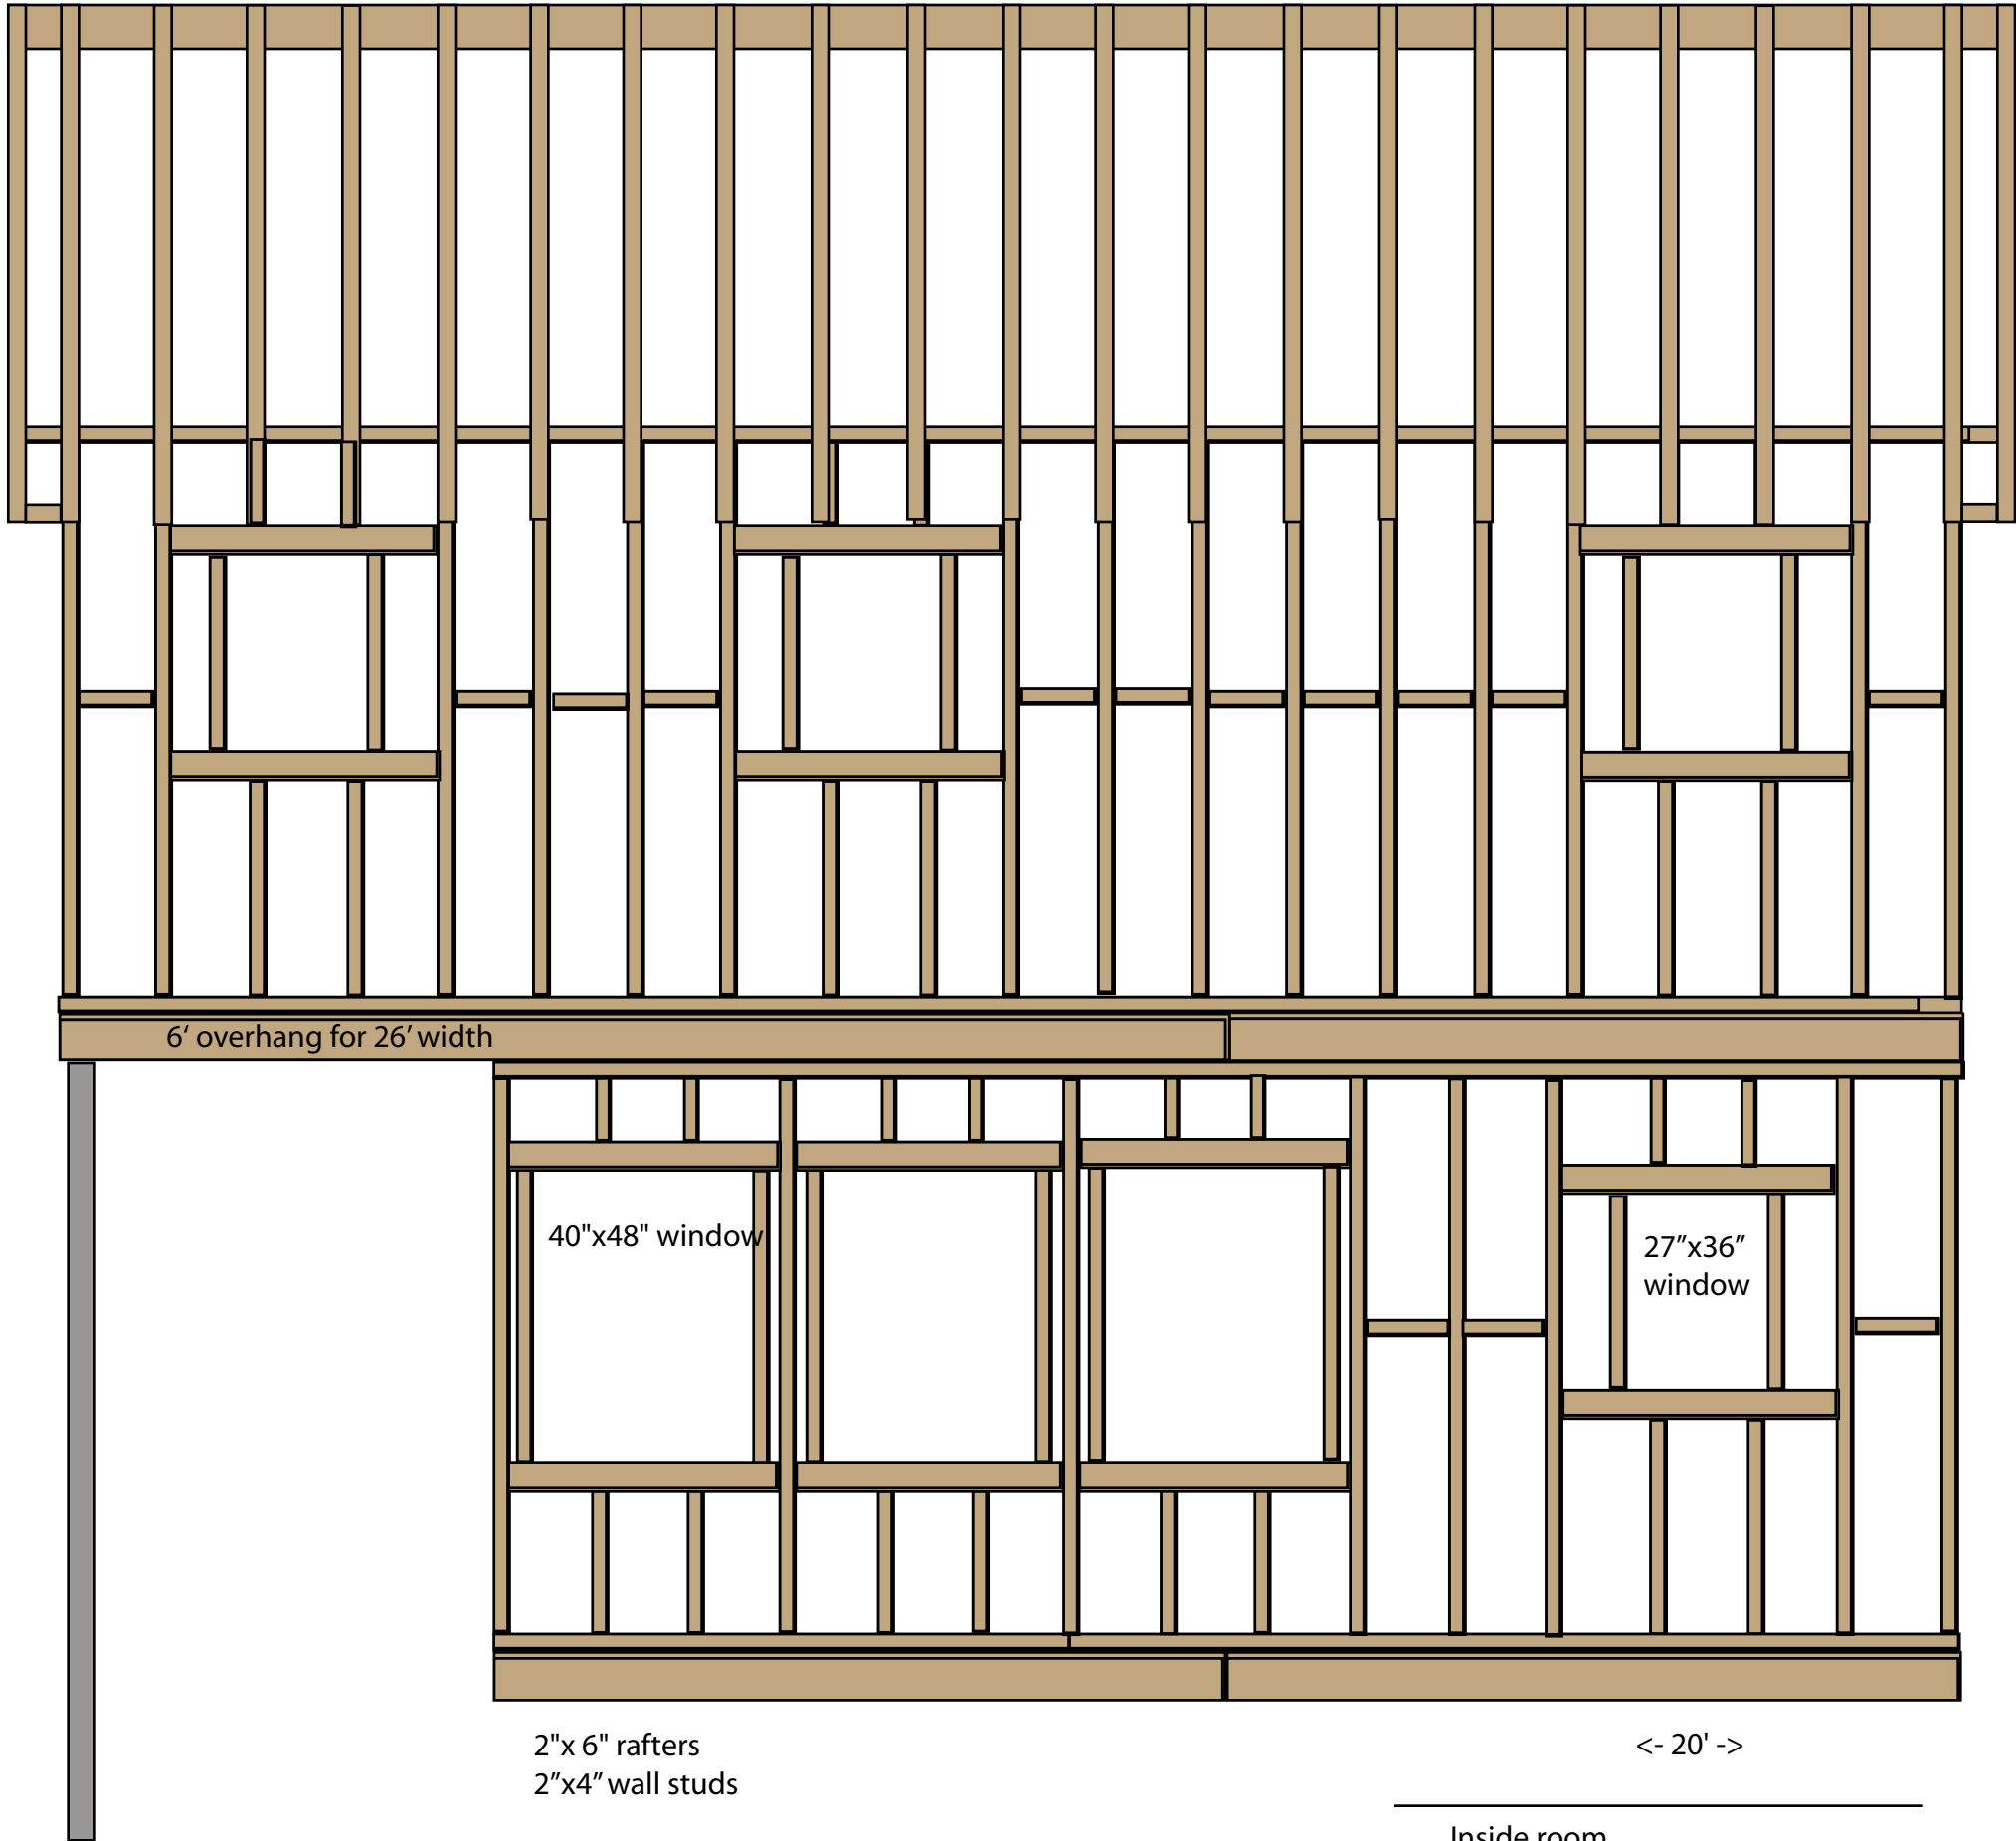 6‘ overhang for 26’ width
40"x48" window
27”x36”
window
2"x 6" rafters
2”x4” wall studs
<- 20' ->
Inside room